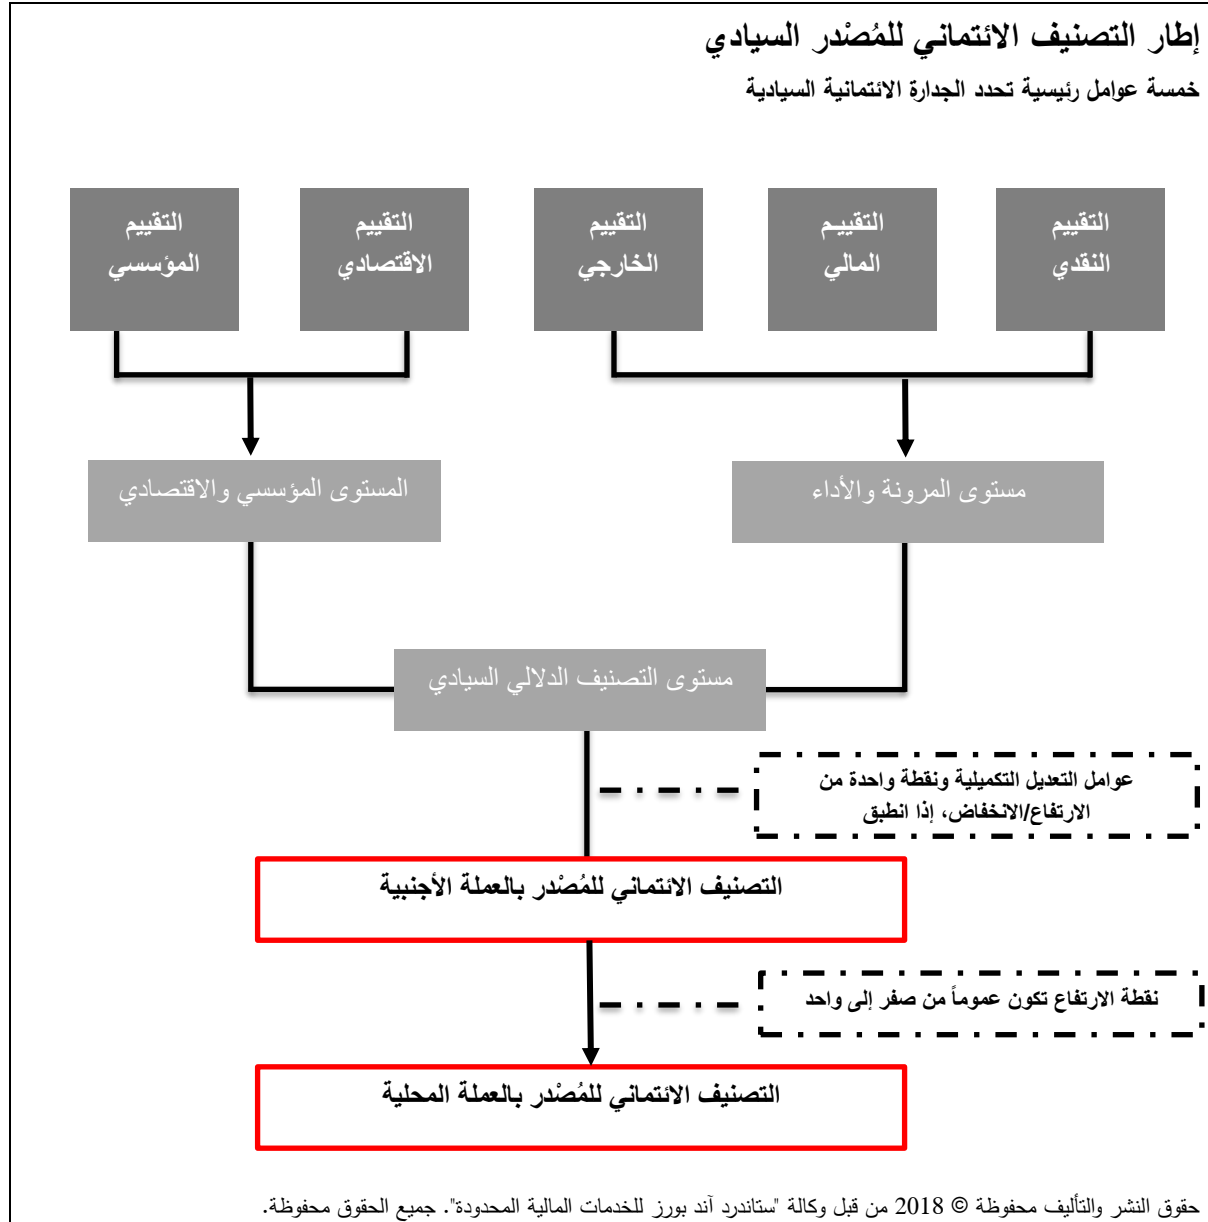 إطار التصنيف الائتماني للمُصْدر السيادي
خمسة عوامل رئيسية تحدد الجدارة الائتمانية السيادية
التقييم
النقدي
التقييم
المالي
التقييم
الخارجي
التقييم
الاقتصادي
التقييم
المؤسسي
مستوى المرونة والأداء
المستوى المؤسسي والاقتصادي
مستوى التصنيف الدلالي السيادي
عوامل التعديل التكميلية ونقطة واحدة من
الارتفاع/الانخفاض، إذا انطبق
التصنيف الائتماني للمُصْدر بالعملة الأجنبية
نقطة الارتفاع تكون عموماً من صفر إلى واحد
التصنيف الائتماني للمُصْدر بالعملة المحلية
حقوق النشر والتأليف محفوظة © 2018 من قبل وكالة "ستاندرد آند بورز للخدمات المالية المحدودة". جميع الحقوق محفوظة.